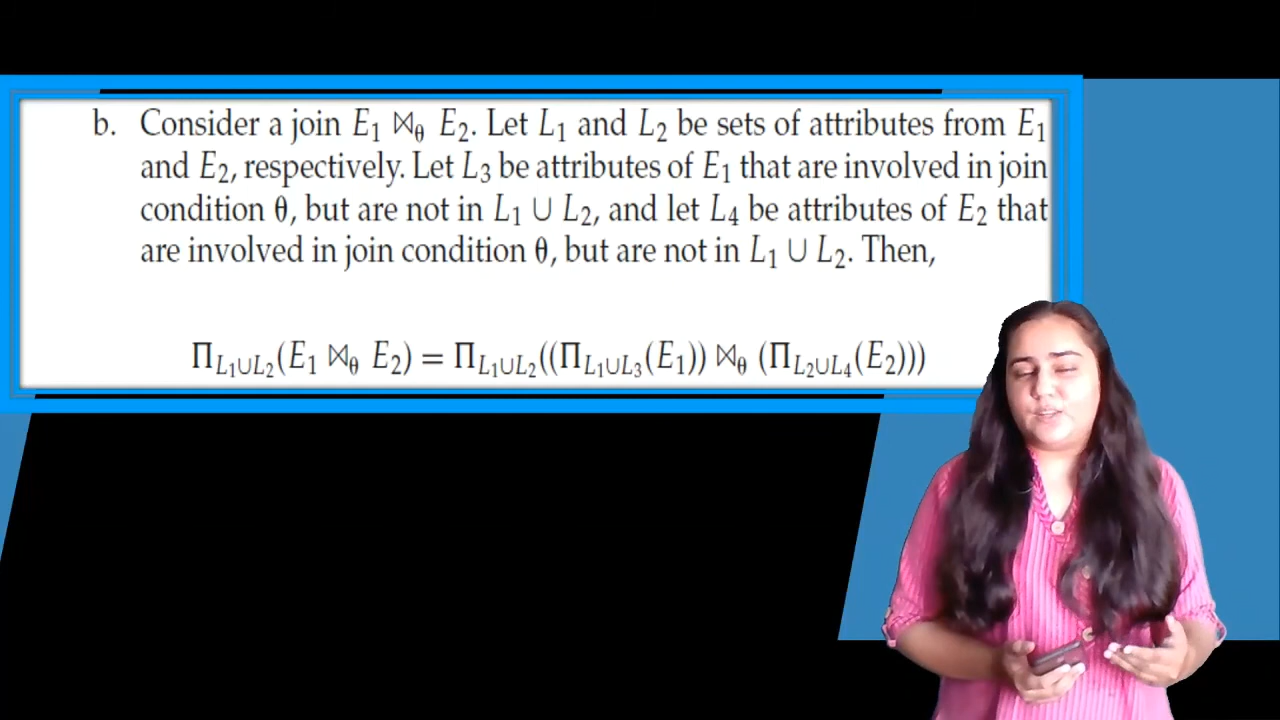 b. Consider a join E₁ ⋈θ E₂. Let L₁ and L₂ be sets of attributes from E₁
and E₂, respectively. Let L₃ be attributes of E₁ that are involved in join
condition θ, but are not in L₁ ∪ L₂, and let L₄ be attributes of E₂ that
are involved in join condition θ, but are not in L₁ ∪ L₂. Then,
Π_{L₁∪L₂}(E₁ ⋈θ E₂) = Π_{L₁∪L₂}((Π_{L₁∪L₃}(E₁)) ⋈θ (Π_{L₂∪L₄}(E₂)))